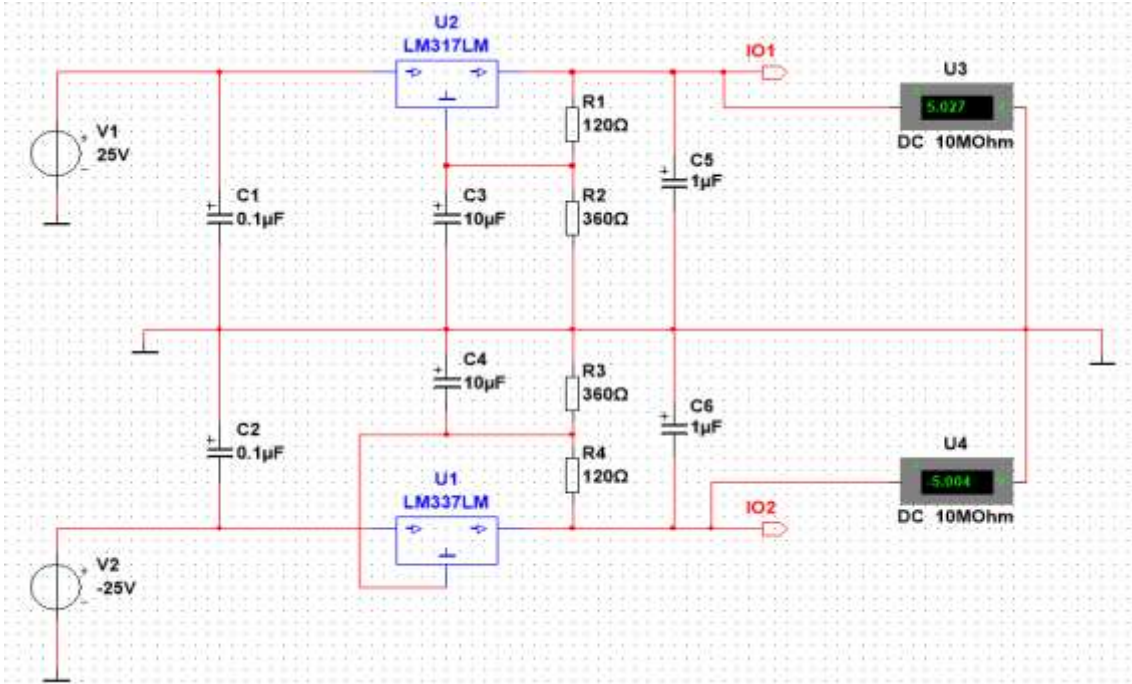 U2
LM317LM
IO1
U3
5.027
DC 10MOhm
V1
25V
R1
120Ω
C1
0.1µF
C3
10µF
R2
360Ω
C5
1µF
C4
10µF
R3
360Ω
C2
0.1µF
C6
1µF
R4
120Ω
U1
LM337LM
IO2
U4
-5.004
DC 10MOhm
V2
-25V